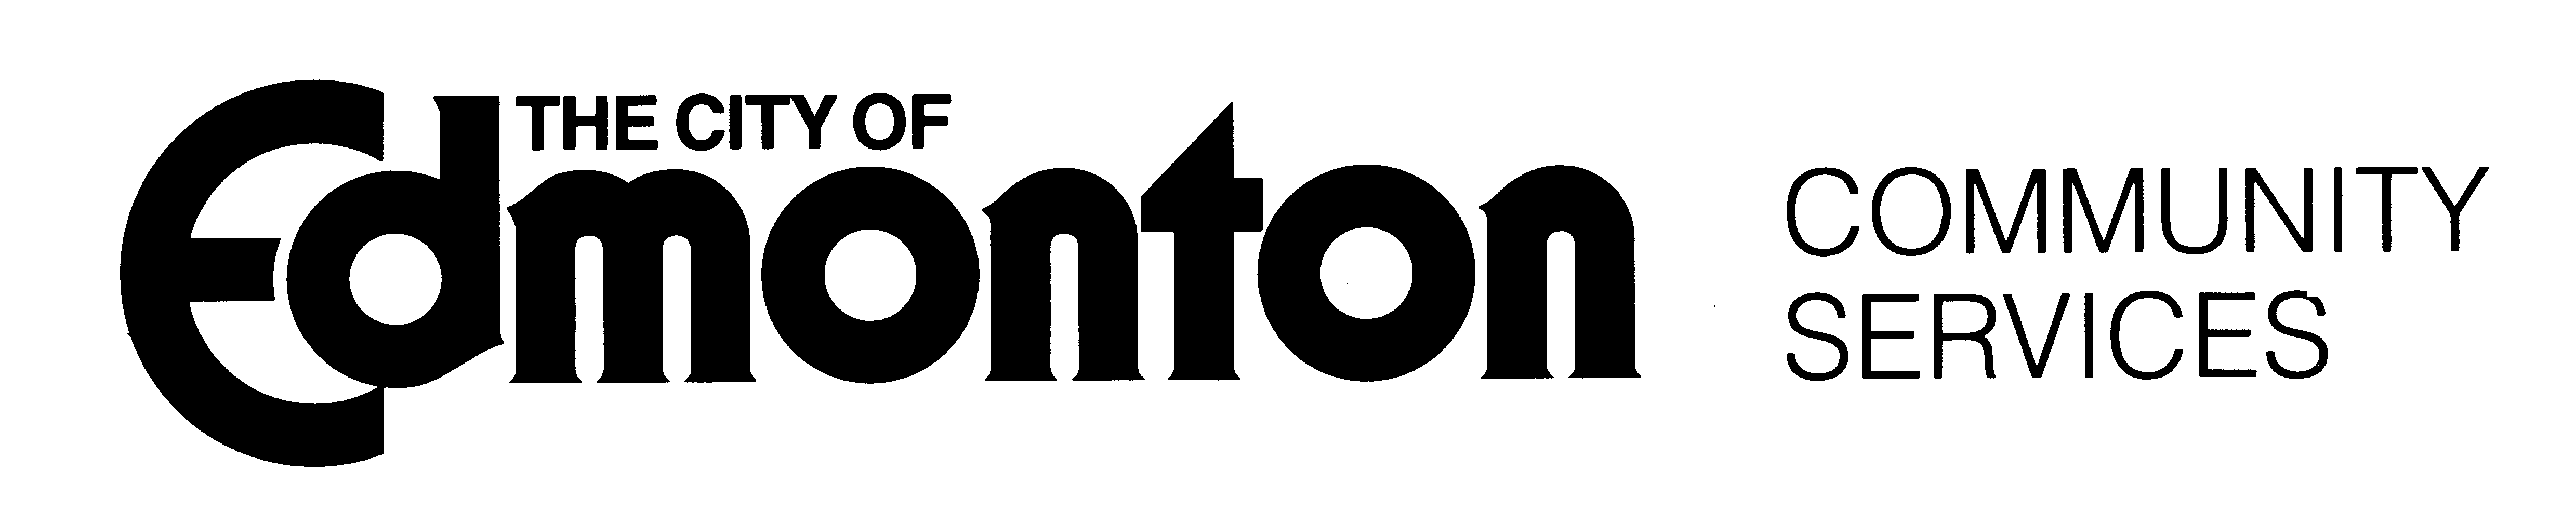 THE CITY OF
Edmonton
COMMUNITY
SERVICES